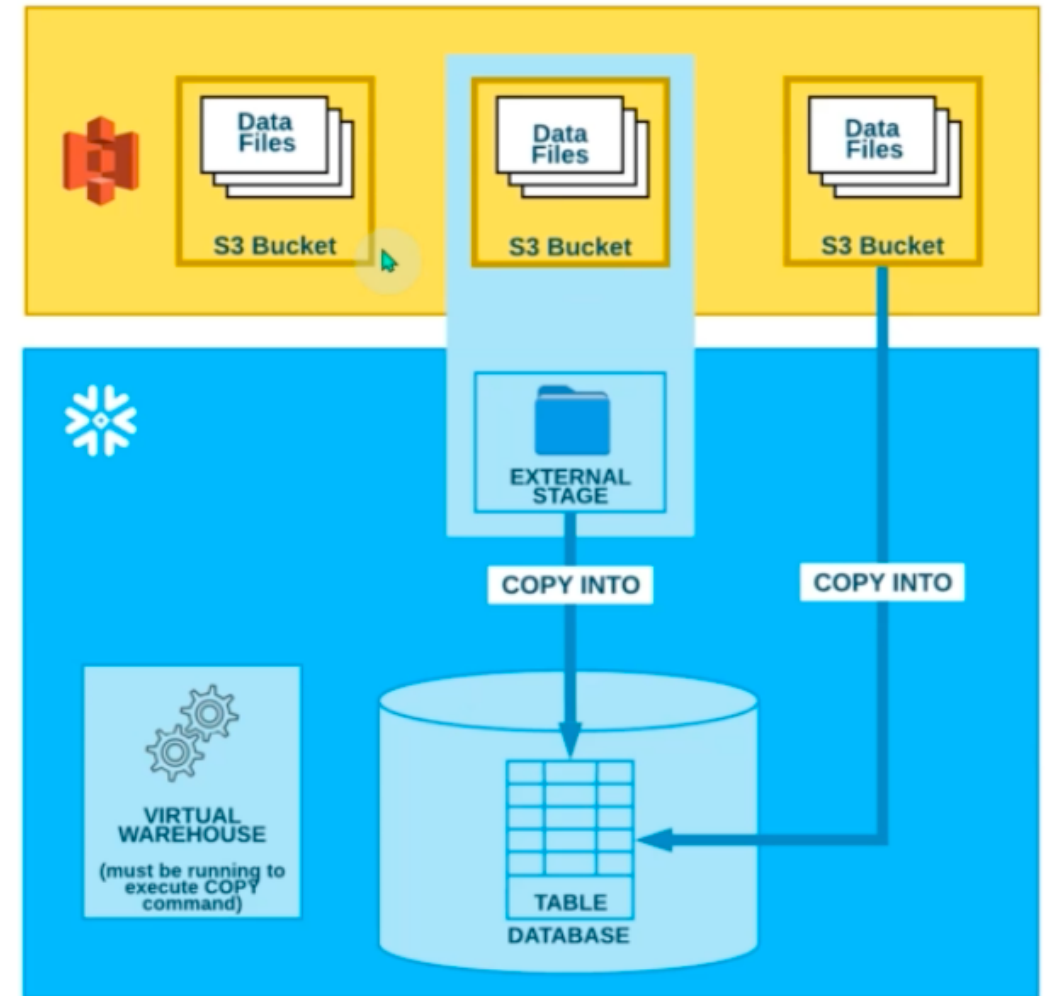 Data
Files
S3 Bucket
Data
Files
S3 Bucket
Data
Files
S3 Bucket
EXTERNAL
STAGE
COPY INTO
COPY INTO
VIRTUAL
WAREHOUSE
(must be running to
execute COPY
command)
TABLE
DATABASE